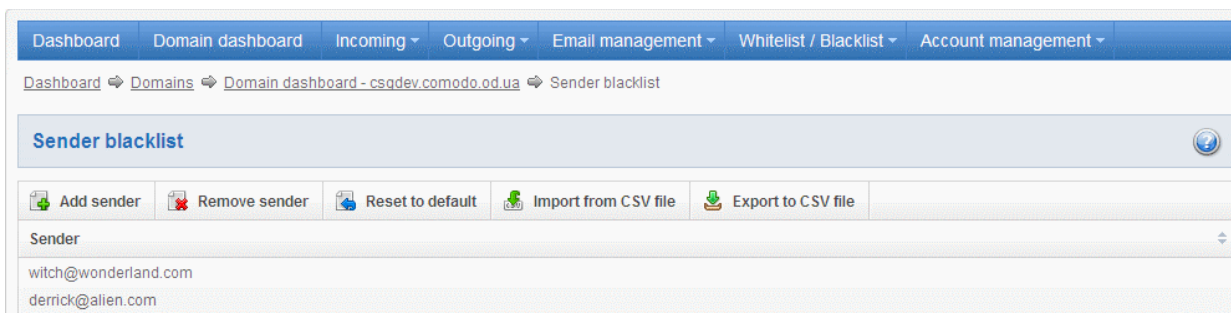 Dashboard Domain dashboard Incoming Outgoing Email management Whitelist / Blacklist Account management
Dashboard Domains Domain dashboard - csqdev.comodo.od.ua Sender blacklist
Sender blacklist
Add sender Remove sender Reset to default Import from CSV file Export to CSV file
Sender
witch@wonderland.com
derrick@alien.com